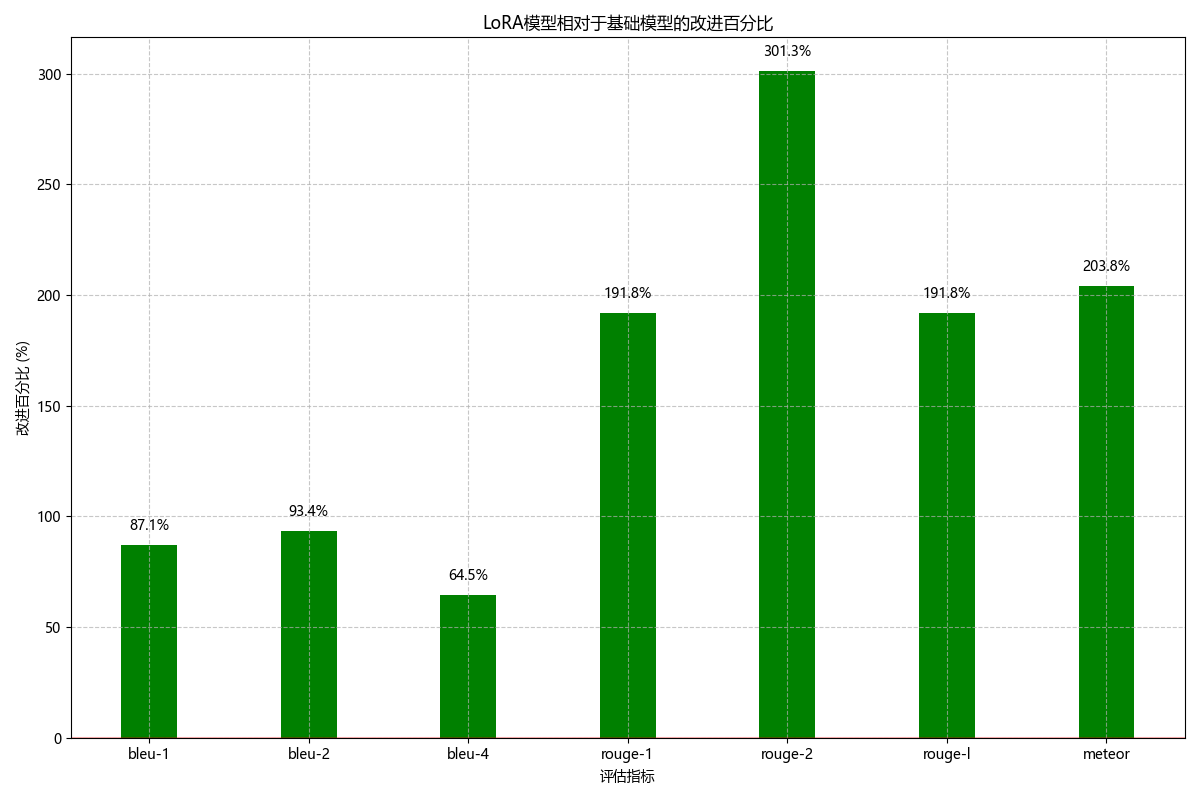 LoRA模型相对于基础模型的改进百分比
改进百分比 (%)
300
250
200
150
100
50
0
87.1%
93.4%
64.5%
191.8%
301.3%
191.8%
203.8%
bleu-1
bleu-2
bleu-4
rouge-1
rouge-2
rouge-l
meteor
评估指标